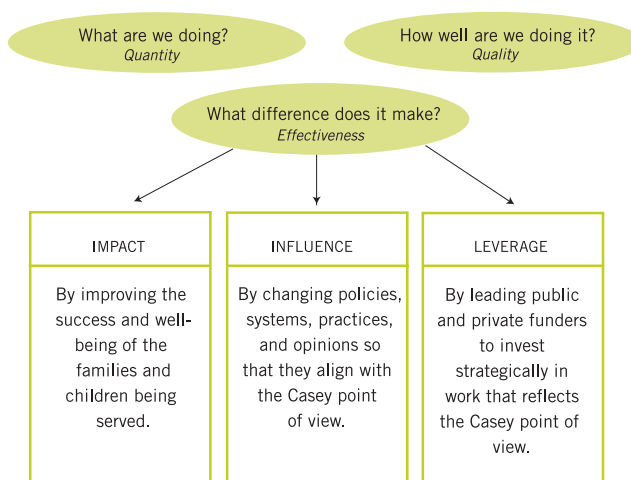 What are we doing?
Quantity
How well are we doing it?
Quality
What difference does it make?
Effectiveness
IMPACT
By improving the
success and well-
being of the
families and
children being
served.
INFLUENCE
By changing policies,
systems, practices,
and opinions so
that they align with
the Casey point
of view.
LEVERAGE
By leading public
and private funders
to invest
strategically in
work that reflects
the Casey point of
view.